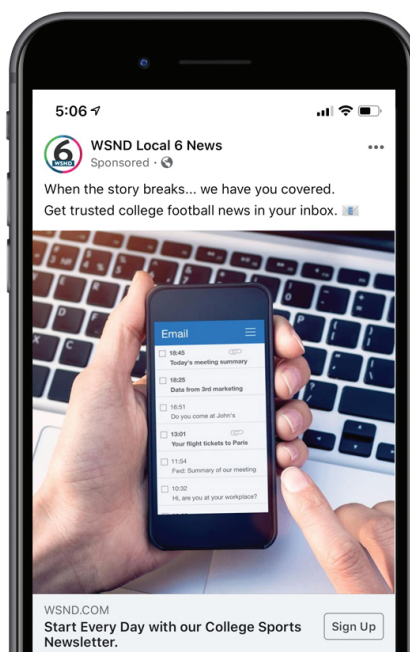 5:06
6
WSND
WSND Local 6 News
Sponsored ·
When the story breaks... we have you covered.
Get trusted college football news in your inbox. 📧
Email
18:45
Today's meeting summary
18:25
Data from 3rd marketing
16:51
Do you come at John's
13:01
Your flight tickets to Paris
11:54
Fwd: Summary of our meeting
10:32
Hi, are you at your workplace?
WSND.COM
Start Every Day with our College Sports
Newsletter.
Sign Up